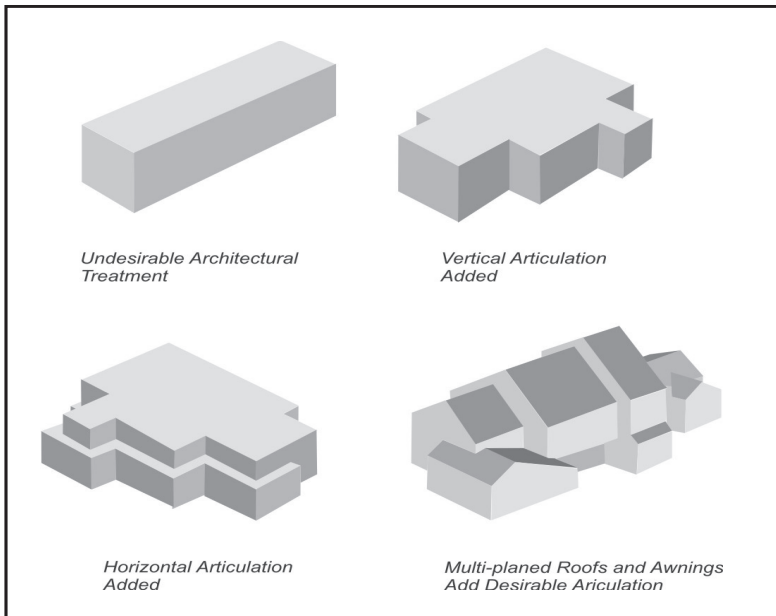 Undesirable Architectural
Treatment
Vertical Articulation
Added
Horizontal Articulation
Added
Multi-planed Roofs and Awnings
Add Desirable Ariculation